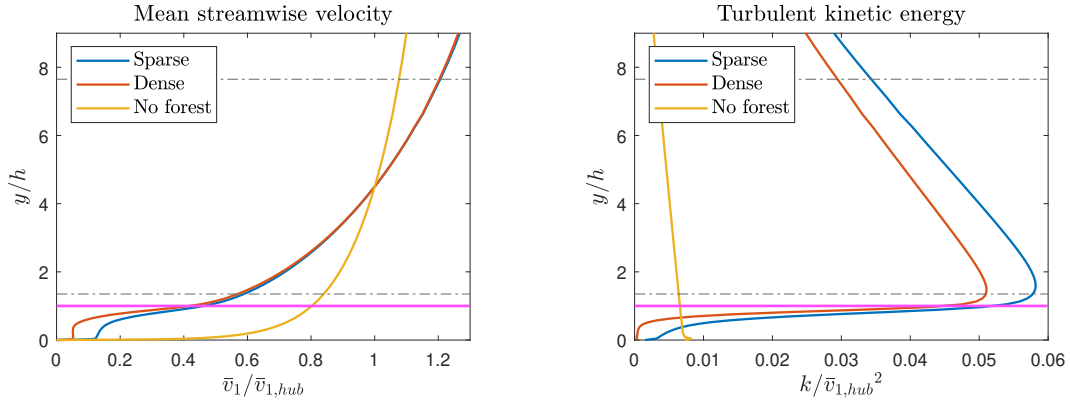 Mean streamwise velocity
Sparse
Dense
No forest
8
6
4
2
0
y/h
0 0.2 0.4 0.6 0.8 1 1.2
v̄₁/v̄₁,hub
Turbulent kinetic energy
Sparse
Dense
No forest
8
6
4
2
0
y/h
0 0.01 0.02 0.03 0.04 0.05 0.06
k/v̄₁,hub²